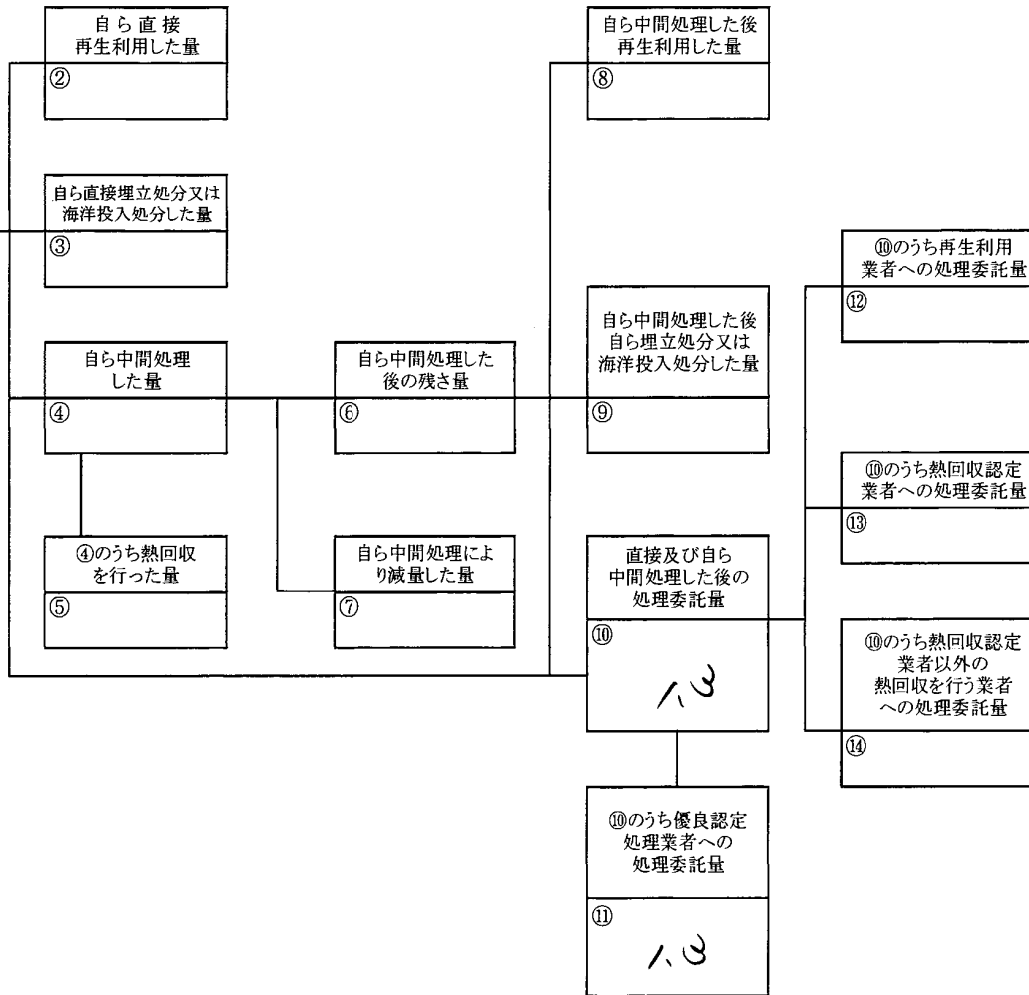 自ら直接
再生利用した量
②
自ら直接埋立処分又は
海洋投入処分した量
③
自ら中間処理
した量
④
④のうち熱回収
を行った量
⑤
自ら中間処理した
後の残さ量
⑥
自ら中間処理によ
り減量した量
⑦
自ら中間処理した後
再生利用した量
⑧
自ら中間処理した後
自ら埋立処分又は
海洋投入処分した量
⑨
直接及び自ら
中間処理した後の
処理委託量
⑩
1.3
⑩のうち優良認定
処理業者への
処理委託量
⑪
1.3
⑩のうち再生利用
業者への処理委託量
⑫
⑩のうち熱回収認定
業者への処理委託量
⑬
⑩のうち熱回収認定
業者以外の
熱回収を行う業者
への処理委託量
⑭